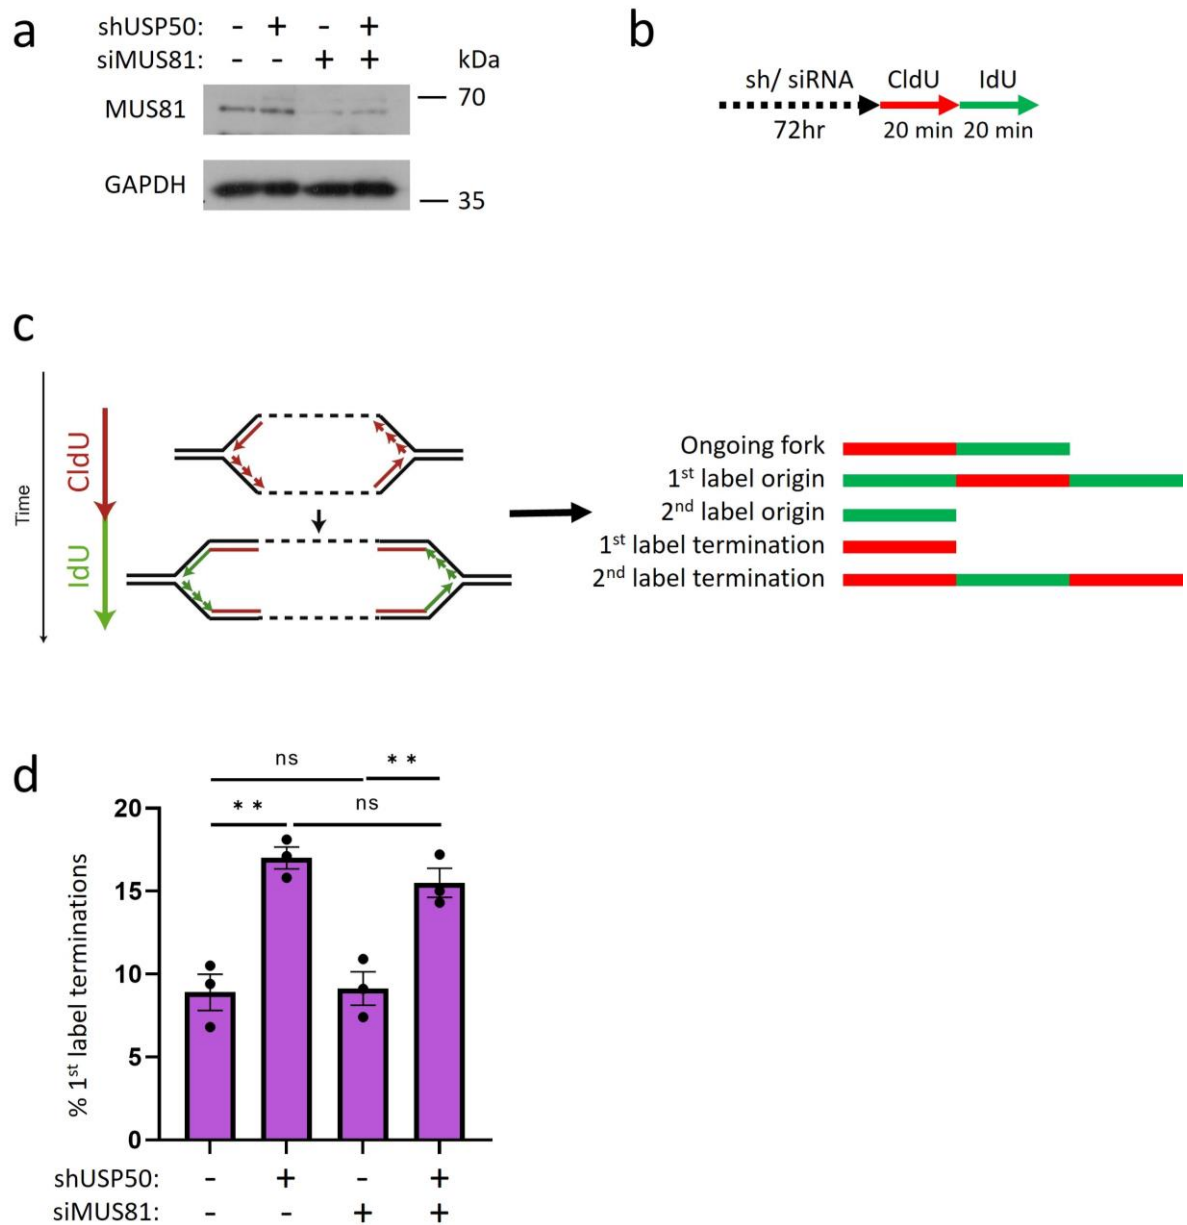 a
shUSP50: - + - +
siMUS81: - - + + kDa
MUS81 70
GAPDH 35
b
sh/ siRNA CldU IdU
72hr 20 min 20 min
c
Time
CldU
IdU
Ongoing fork
1st label origin
2nd label origin
1st label termination
2nd label termination
d
ns **
** ns
% 1st label terminations
20
15
10
5
0
shUSP50: - + - +
siMUS81: - - + +